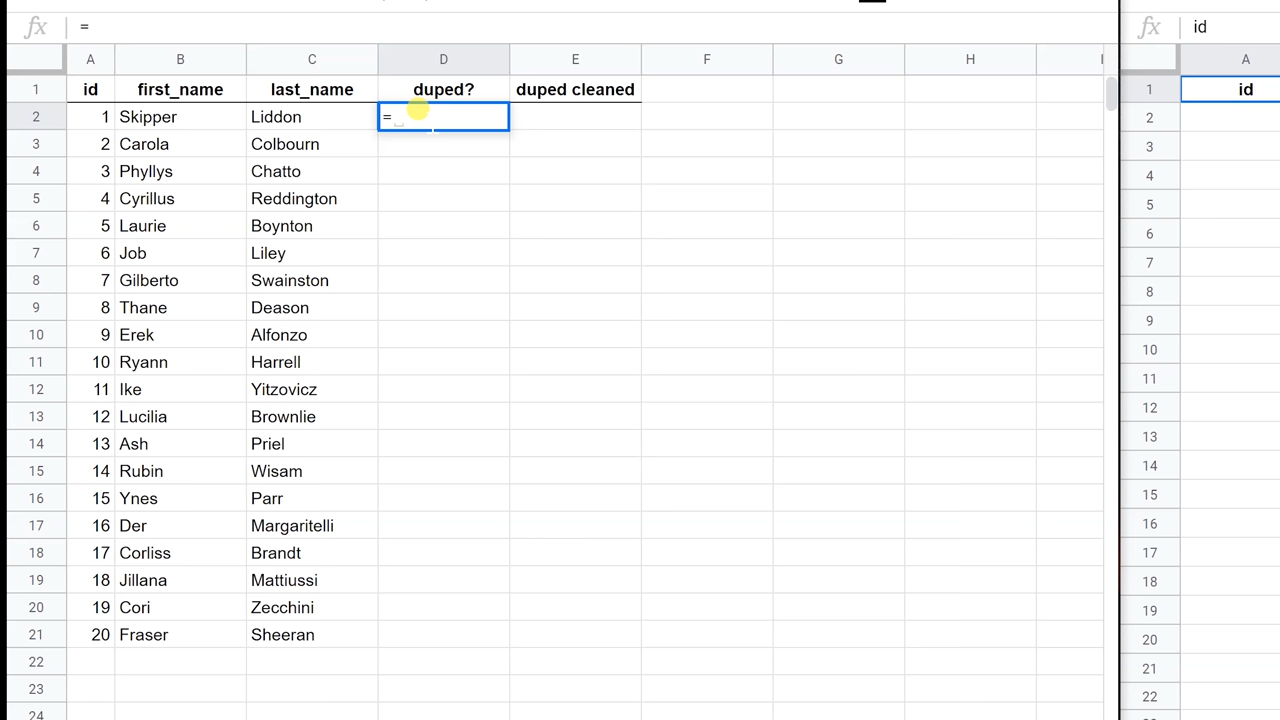 fx =
A B C D E F G H I
1 id first_name last_name duped? duped cleaned
2 1 Skipper Liddon =
3 2 Carola Colbourn
4 3 Phyllys Chatto
5 4 Cyrillus Reddington
6 5 Laurie Boynton
7 6 Job Liley
8 7 Gilberto Swainston
9 8 Thane Deason
10 9 Erek Alfonzo
11 10 Ryann Harrell
12 11 Ike Yitzovicz
13 12 Lucilia Brownlie
14 13 Ash Priel
15 14 Rubin Wisam
16 15 Ynes Parr
17 16 Der Margaritelli
18 17 Corliss Brandt
19 18 Jillana Mattiussi
20 19 Cori Zecchini
21 20 Fraser Sheeran
22
23
24
fx id
A
1 id
2
3
4
5
6
7
8
9
10
11
12
13
14
15
16
17
18
19
20
21
22